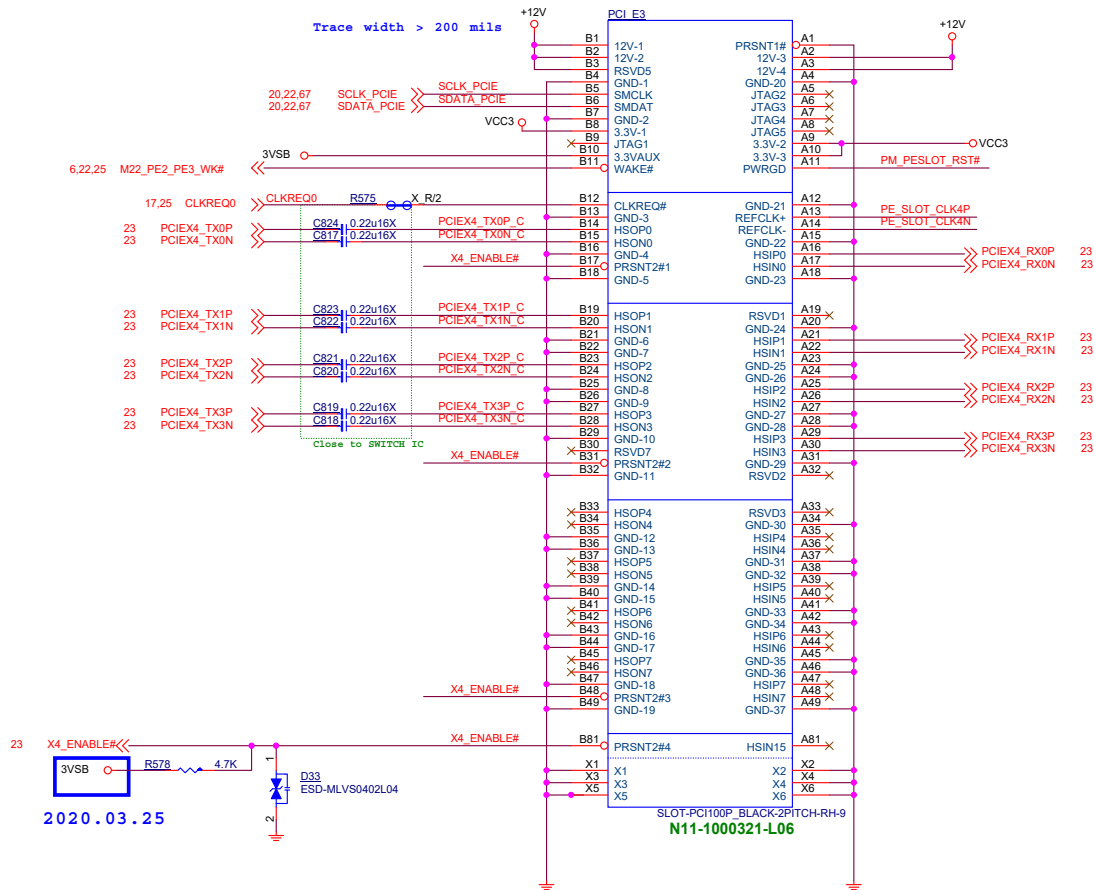 Trace width > 200 mils
+12V
PCI_E3
+12V
B1 12V-1 PRSNT1# A1
B2 12V-2 12V-3 A2
B3 RSVD5 12V-4 A3
B4 GND-1 GND-20 A4
20,22,67 SCLK_PCIE SCLK_PCIE B5 SMCLK JTAG2 A5
20,22,67 SDATA_PCIE SDATA_PCIE B6 SMDAT JTAG3 A6
B7 GND-2 JTAG4 A7
VCC3 B8 3.3V-1 JTAG5 A8
B9 JTAG1 3.3V-2 A9 VCC3
3VSB B10 3.3VAUX 3.3V-3 A10
6,22,25 M22_PE2_PE3_WK# B11 WAKE# PWRGD A11 PM_PESLOT_RST#
17,25 CLKREQ0 CLKREQ0 R575 X_R/2 B12 CLKREQ# GND-21 A12
B13 GND-3 REFCLK+ A13 PE_SLOT_CLK4P
23 PCIEX4_TX0P C824 0.22u16X PCIEX4_TX0P_C B14 HSOP0 REFCLK- A14 PE_SLOT_CLK4N
23 PCIEX4_TX0N C817 0.22u16X PCIEX4_TX0N_C B15 HSON0 GND-22 A15
B16 GND-4 HSIP0 A16 PCIEX4_RX0P 23
X4_ENABLE# B17 PRSNT2#1 HSIN0 A17 PCIEX4_RX0N 23
B18 GND-5 GND-23 A18
23 PCIEX4_TX1P C823 0.22u16X PCIEX4_TX1P_C B19 HSOP1 RSVD1 A19
23 PCIEX4_TX1N C822 0.22u16X PCIEX4_TX1N_C B20 HSON1 GND-24 A20
B21 GND-6 HSIP1 A21 PCIEX4_RX1P 23
B22 GND-7 HSIN1 A22 PCIEX4_RX1N 23
23 PCIEX4_TX2P C821 0.22u16X PCIEX4_TX2P_C B23 HSOP2 GND-25 A23
23 PCIEX4_TX2N C820 0.22u16X PCIEX4_TX2N_C B24 HSON2 GND-26 A24
B25 GND-8 HSIP2 A25 PCIEX4_RX2P 23
B26 GND-9 HSIN2 A26 PCIEX4_RX2N 23
23 PCIEX4_TX3P C819 0.22u16X PCIEX4_TX3P_C B27 HSOP3 GND-27 A27
23 PCIEX4_TX3N C818 0.22u16X PCIEX4_TX3N_C B28 HSON3 GND-28 A28
B29 GND-10 HSIP3 A29 PCIEX4_RX3P 23
Close to SWITCH IC B30 RSVD7 HSIN3 A30 PCIEX4_RX3N 23
X4_ENABLE# B31 PRSNT2#2 GND-29 A31
B32 GND-11 RSVD2 A32
B33 HSOP4 RSVD3 A33
B34 HSON4 GND-30 A34
B35 GND-12 HSIP4 A35
B36 GND-13 HSIN4 A36
B37 HSOP5 GND-31 A37
B38 HSON5 GND-32 A38
B39 GND-14 HSIP5 A39
B40 GND-15 HSIN5 A40
B41 HSOP6 GND-33 A41
B42 HSON6 GND-34 A42
B43 GND-16 HSIP6 A43
B44 GND-17 HSIN6 A44
B45 HSOP7 GND-35 A45
B46 HSON7 GND-36 A46
B47 GND-18 HSIP7 A47
X4_ENABLE# B48 PRSNT2#3 HSIN7 A48
B49 GND-19 GND-37 A49
23 X4_ENABLE# X4_ENABLE# B81 PRSNT2#4 HSIN15 A81
3VSB R578 4.7K X1 X1 X2 X2
1 D33 X3 X3 X4 X4
ESD-MLVS0402L04 X5 X5 X6 X6
2
2020.03.25
SLOT-PCI100P_BLACK-2PITCH-RH-9
N11-1000321-L06